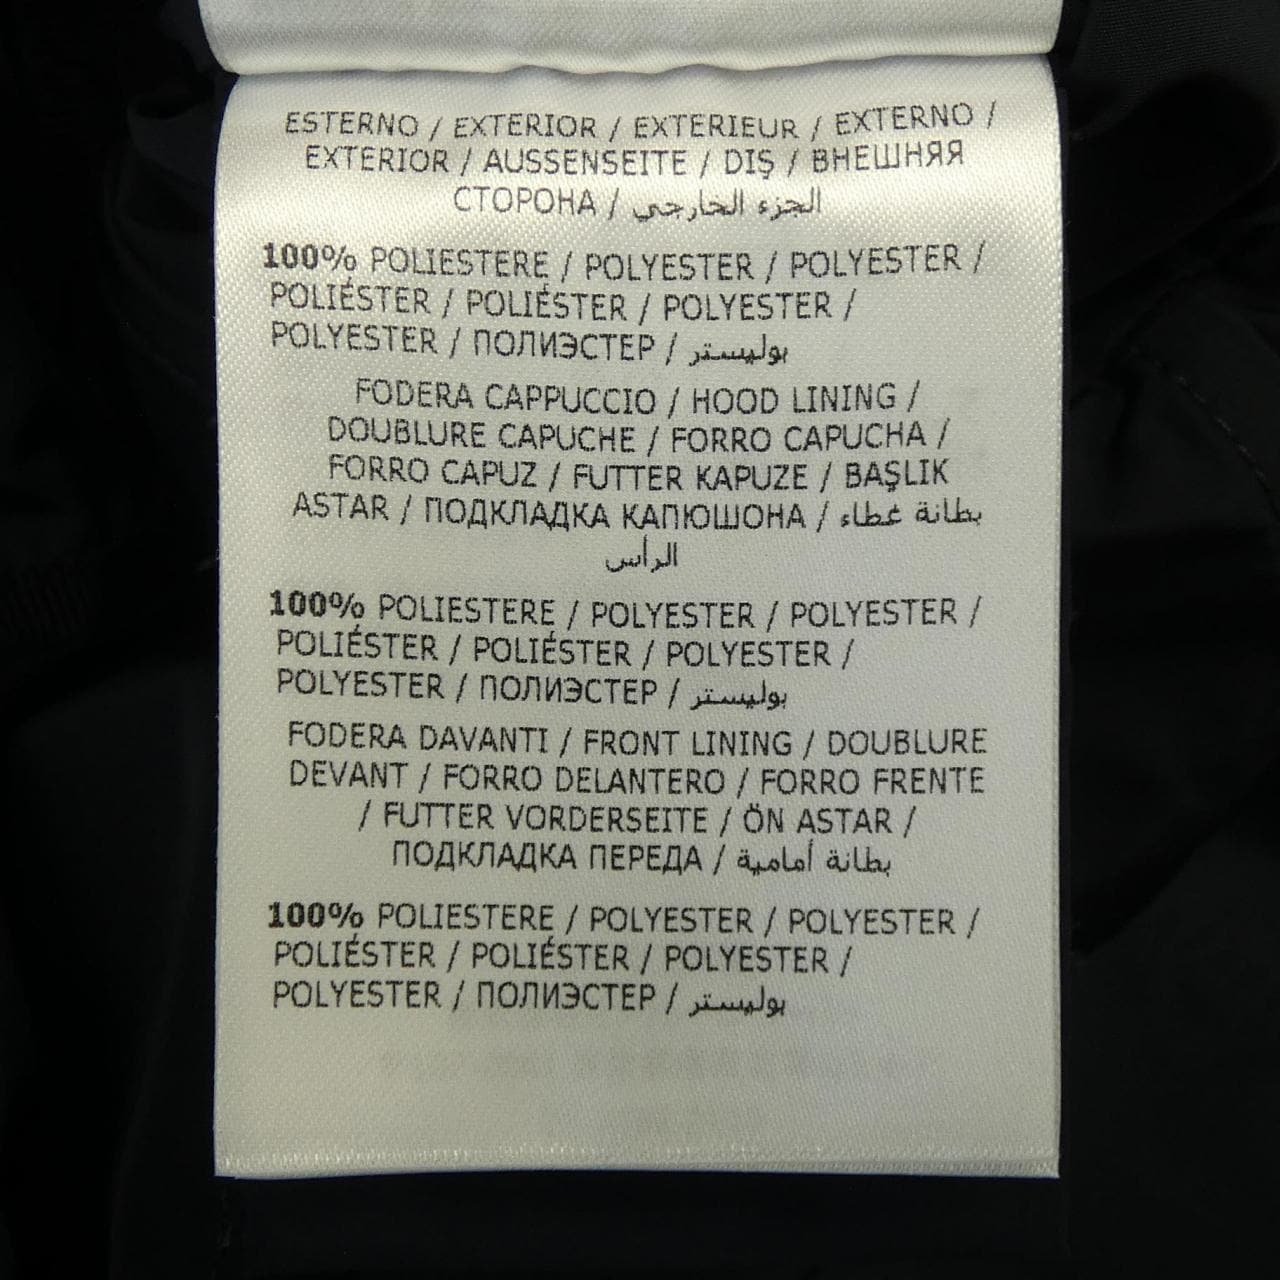 ESTERNO / EXTERIOR / EXTERIEUR / EXTERNO /
EXTERIOR / AUSSENSEITE / DIŞ / ВНЕШНЯЯ
СТОРОНА / الجزء الخارجي
100% POLIESTERE / POLYESTER / POLYESTER /
POLIÉSTER / POLIÉSTER / POLYESTER /
POLYESTER / ПОЛИЭСТЕР / بوليستر
FODERA CAPPUCCIO / HOOD LINING /
DOUBLURE CAPUCHE / FORRO CAPUCHA /
FORRO CAPUZ / FUTTER KAPUZE / BAŞLIK
ASTAR / ПОДКЛАДКА КАПЮШОНА / بطانة غطاء
الرأس
100% POLIESTERE / POLYESTER / POLYESTER /
POLIÉSTER / POLIÉSTER / POLYESTER /
POLYESTER / ПОЛИЭСТЕР / بوليستر
FODERA DAVANTI / FRONT LINING / DOUBLURE
DEVANT / FORRO DELANTERO / FORRO FRENTE
/ FUTTER VORDERSEITE / ÖN ASTAR /
ПОДКЛАДКА ПЕРЕДА / بطانة أمامية
100% POLIESTERE / POLYESTER / POLYESTER /
POLIÉSTER / POLIÉSTER / POLYESTER /
POLYESTER / ПОЛИЭСТЕР / بوليستر